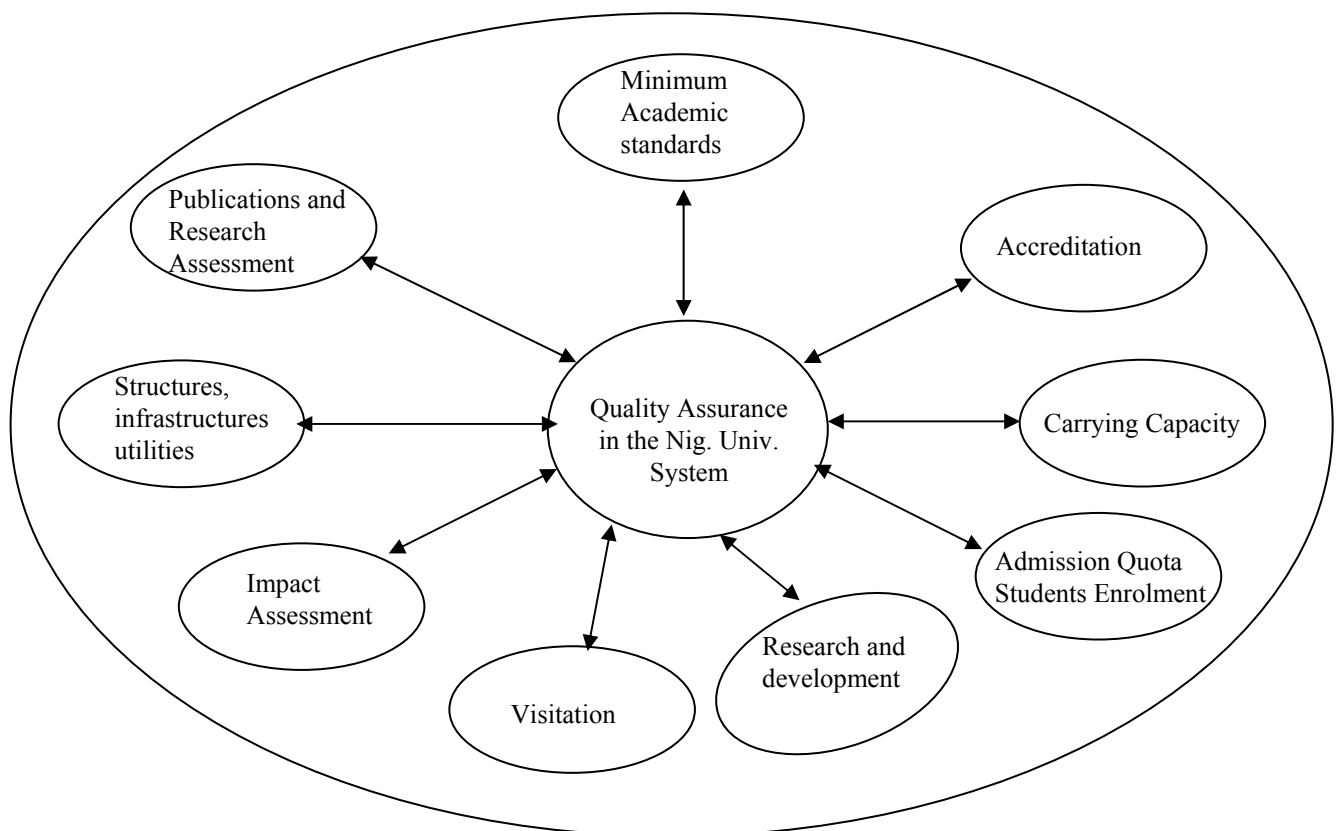 Minimum
Academic
standards
Publications and
Research
Assessment
Accreditation
Structures,
infrastructures
utilities
Quality Assurance
in the Nig. Univ.
System
Carrying Capacity
Admission Quota
Students Enrolment
Impact
Assessment
Research and
development
Visitation